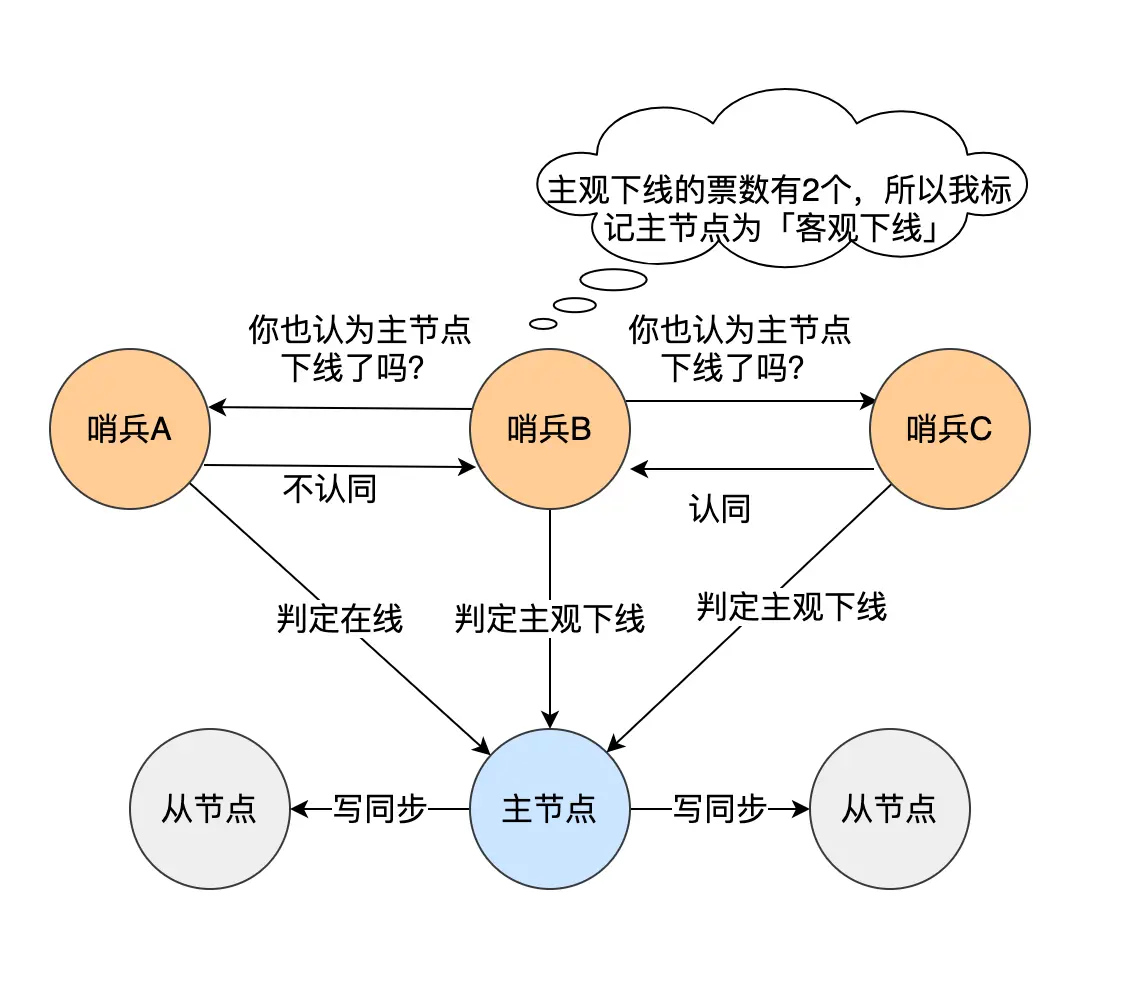 主观下线的票数有2个，所以我标
记主节点为「客观下线」
你也认为主节点
下线了吗？
你也认为主节点
下线了吗？
哨兵A
哨兵B
哨兵C
不认同
认同
判定在线
判定主观下线
判定主观下线
从节点
写同步
主节点
写同步
从节点